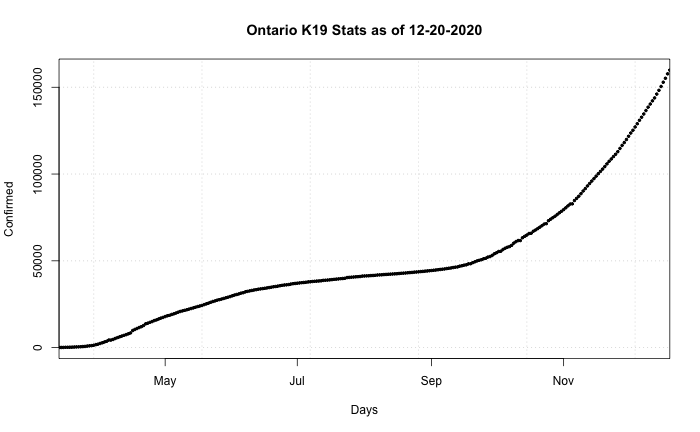 Ontario K19 Stats as of 12-20-2020
Confirmed
150000
100000
50000
0
May Jul Sep Nov
Days